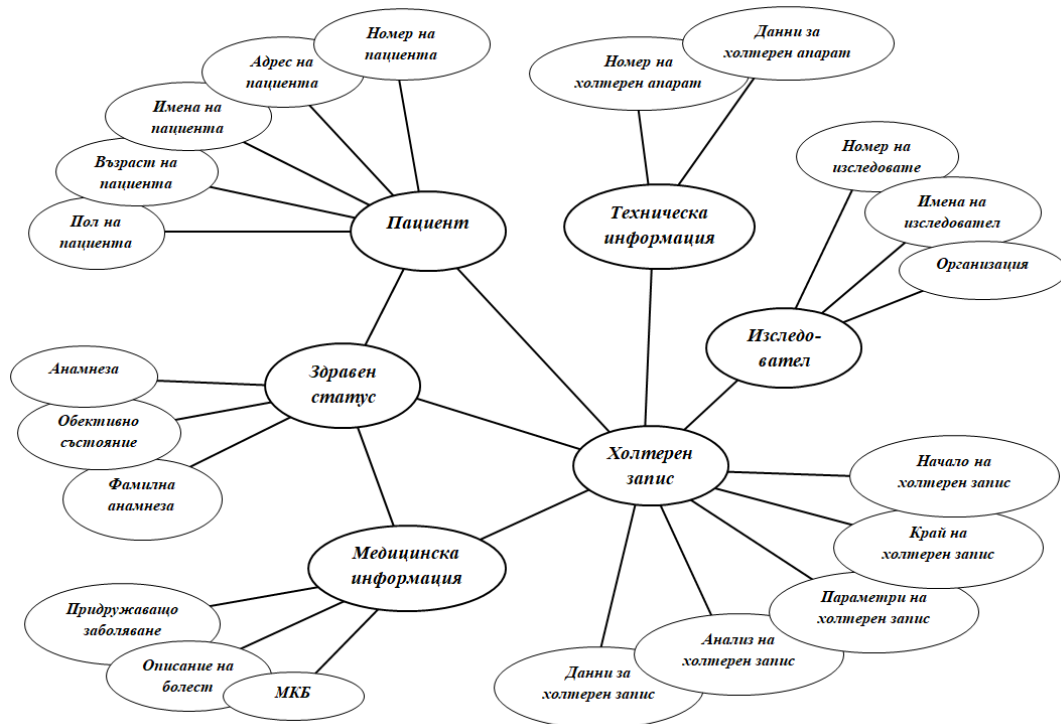 Номер на
пациента
Адрес на
пациента
Имена на
пациента
Възраст на
пациента
Пол на
пациента
Пациент
Данни за
холтерен апарат
Номер на
холтерен апарат
Техническа
информация
Номер на
изследовате
Имена на
изследовател
Организация
Изследо-
вател
Здравен
статус
Анамнеза
Обективно
състояние
Фамилна
анамнеза
Холтерен
запис
Начало на
холтерен запис
Край на
холтерен запис
Параметри на
холтерен запис
Анализ на
холтерен запис
Данни за
холтерен запис
Медицинска
информация
Придружаващо
заболяване
Описание на
болест
МКБ